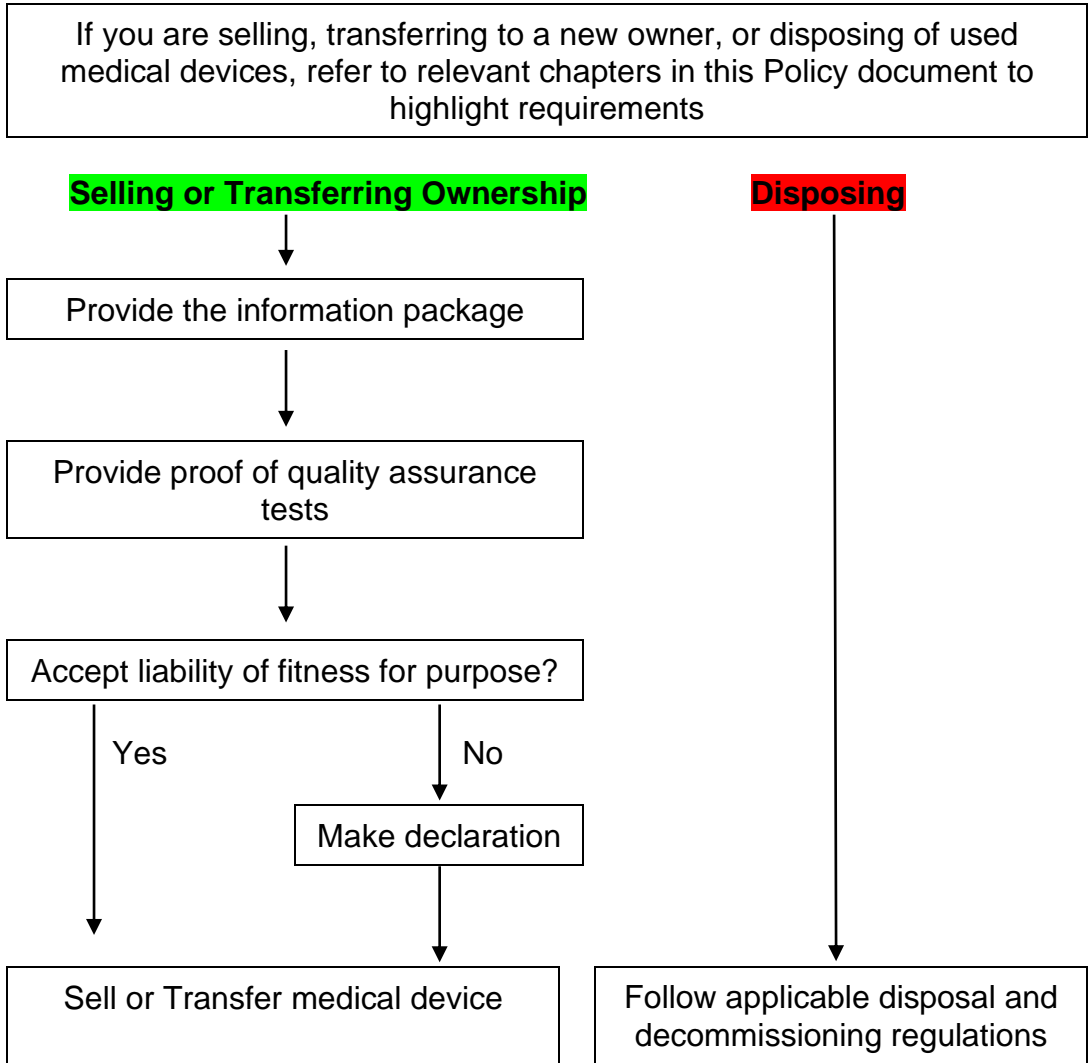 If you are selling, transferring to a new owner, or disposing of used
medical devices, refer to relevant chapters in this Policy document to
highlight requirements
Selling or Transferring Ownership
Disposing
Provide the information package
Provide proof of quality assurance
tests
Accept liability of fitness for purpose?
Yes
No
Make declaration
Sell or Transfer medical device
Follow applicable disposal and
decommissioning regulations